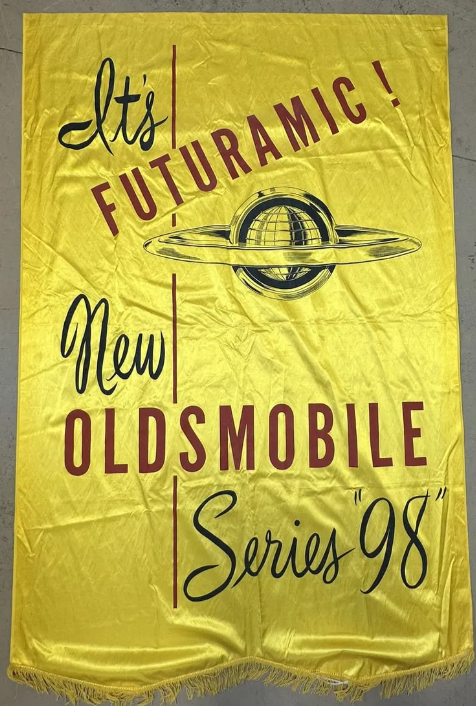 It's
FUTURAMIC!
New
OLDSMOBILE
Series "98"